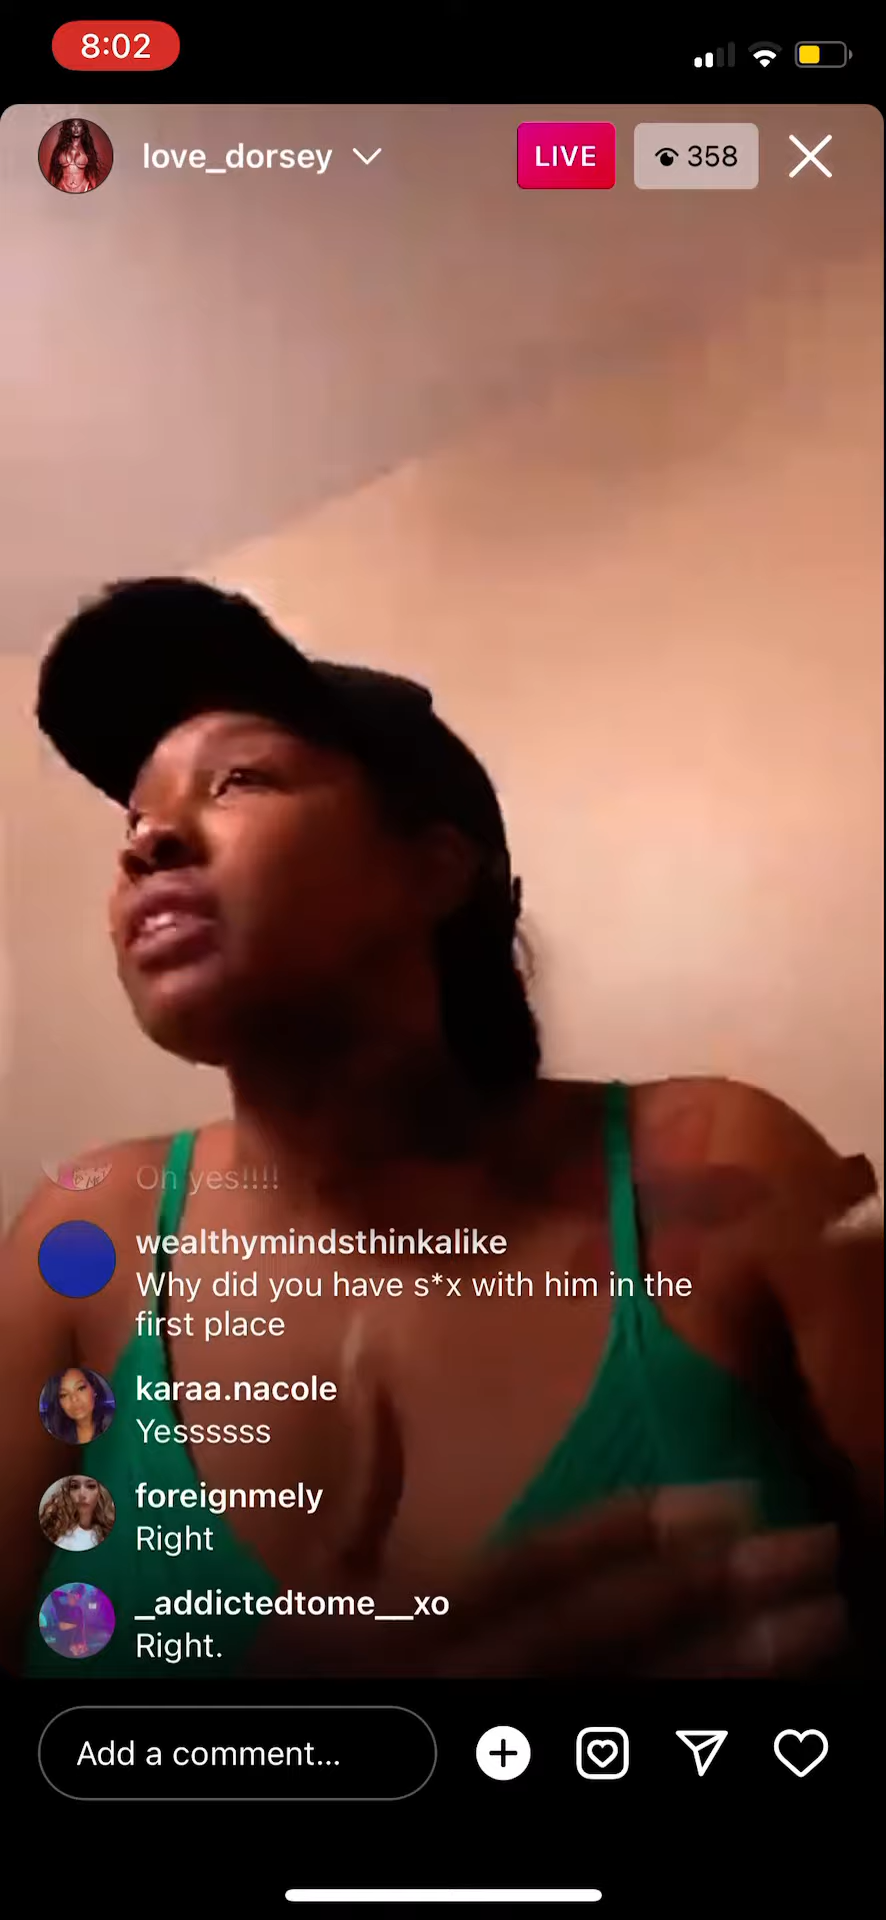 8:02
love_dorsey
LIVE
358
Oh yes!!!!
wealthymindsthinkalike
Why did you have s*x with him in the
first place
karaa.nacole
Yessssss
foreignmely
Right
_addictedtome__xo
Right.
Add a comment...